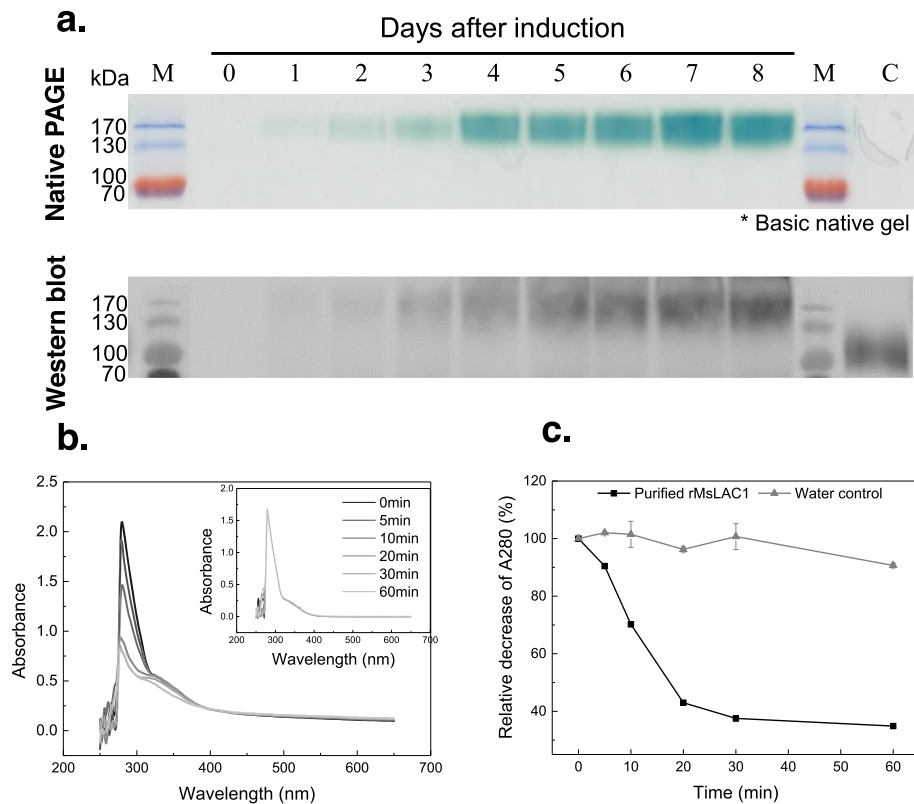 a.
Days after induction
kDa M 0 1 2 3 4 5 6 7 8 M C
Native PAGE
170
130
100
70
* Basic native gel
Western blot
170
130
100
70
b.
2.5
2.0
1.5
1.0
0.5
0.0
Absorbance
200 300 400 500 600 700
Wavelength (nm)
2.0
1.5
1.0
0.5
0.0
Absorbance
200 300 400 500 600 700
Wavelength (nm)
0min
5min
10min
20min
30min
60min
c.
120
100
80
60
40
Relative decrease of A280 (%)
Purified rMsLAC1 Water control
0 10 20 30 40 50 60
Time (min)